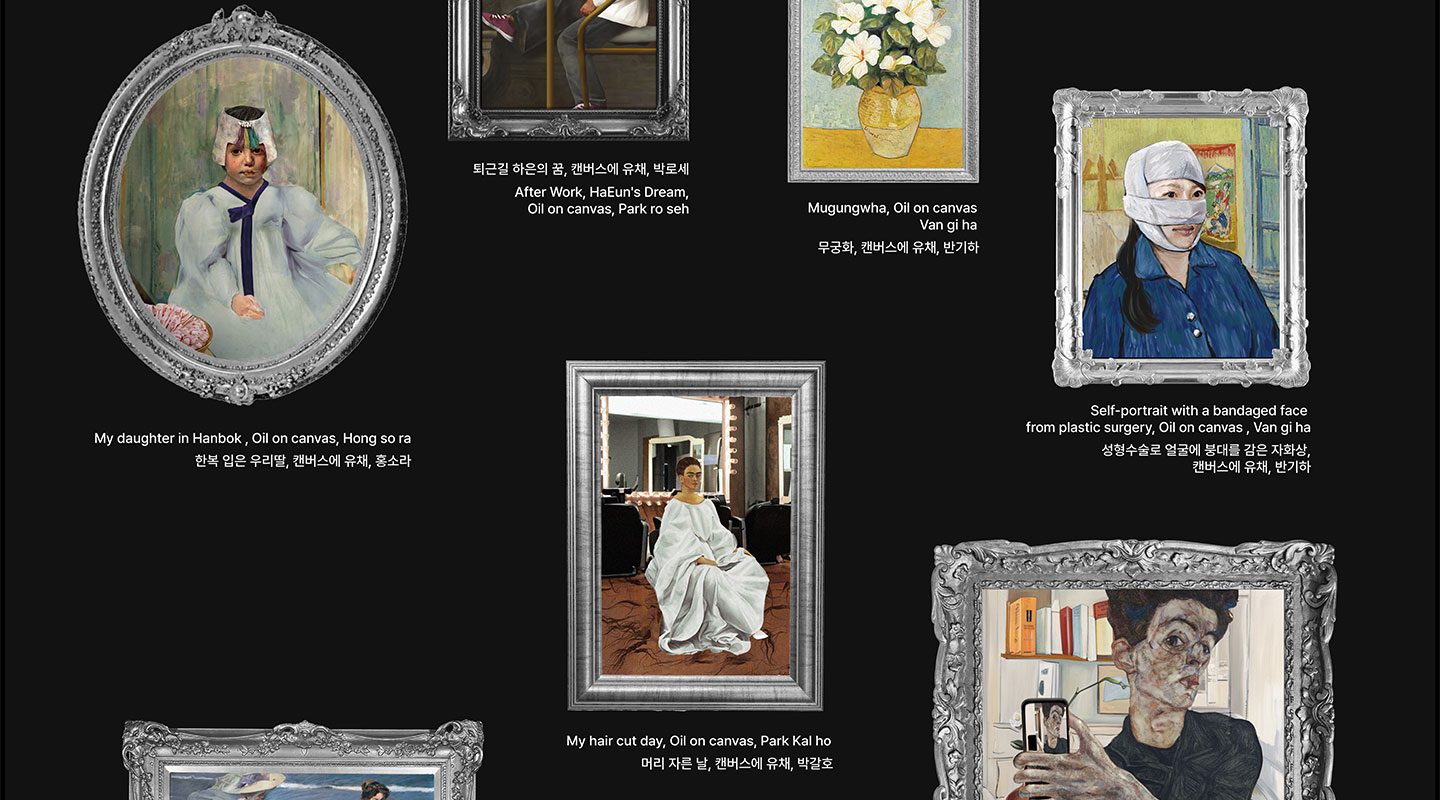 퇴근길 하은의 꿈, 캔버스에 유채, 박로세
After Work, HaEun's Dream,
Oil on canvas, Park ro seh
Mugungwha, Oil on canvas
Van gi ha
무궁화, 캔버스에 유채, 반기하
Self-portrait with a bandaged face
from plastic surgery, Oil on canvas , Van gi ha
성형수술로 얼굴에 붕대를 감은 자화상,
캔버스에 유채, 반기하
My daughter in Hanbok , Oil on canvas, Hong so ra
한복 입은 우리딸, 캔버스에 유채, 홍소라
My hair cut day, Oil on canvas, Park Kal ho
머리 자른 날, 캔버스에 유채, 박갈호